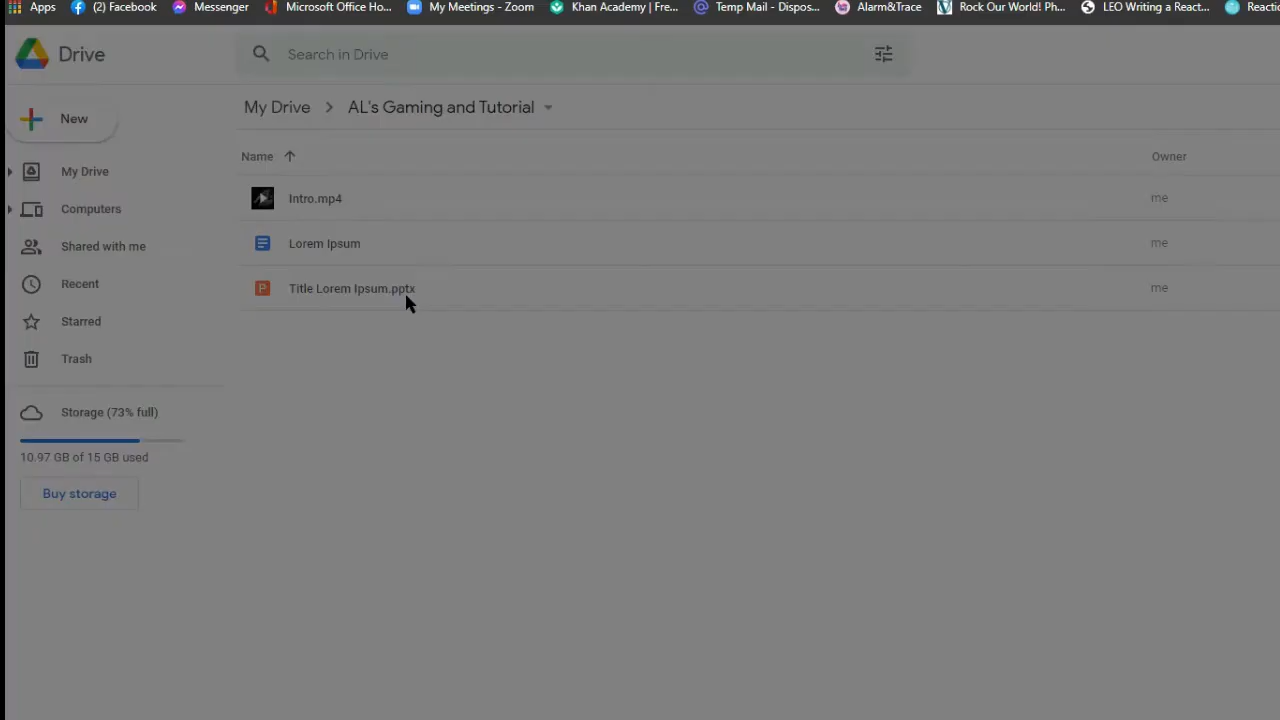 Apps (2) Facebook Messenger Microsoft Office Ho... My Meetings - Zoom Khan Academy | Fre... Temp Mail - Dispos... Alarm&Trace Rock Our World! Ph... LEO Writing a React... Reactio
Drive
Search in Drive
My Drive > AL's Gaming and Tutorial
New
Name
Owner
My Drive
Intro.mp4
me
Computers
Lorem Ipsum
me
Shared with me
Title Lorem Ipsum.pptx
me
Recent
Starred
Trash
Storage (73% full)
10.97 GB of 15 GB used
Buy storage